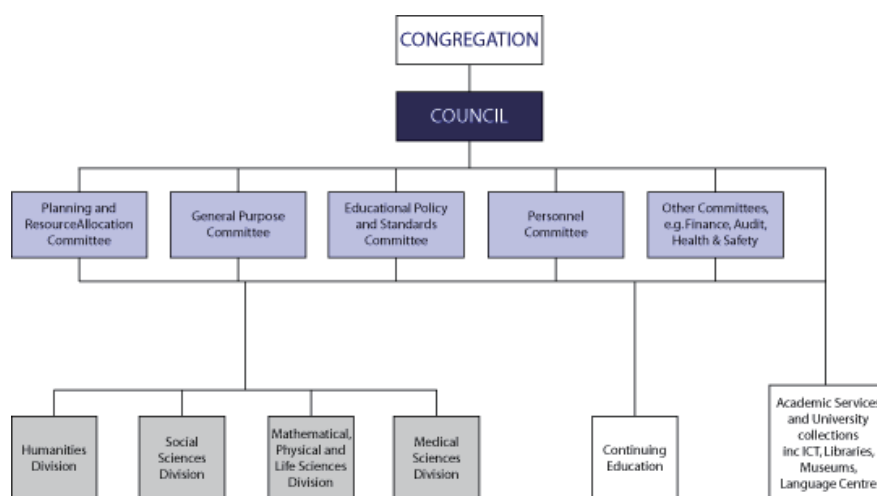 CONGREGATION
COUNCIL
Planning and
ResourceAllocation
Committee
General Purpose
Committee
Educational Policy
and Standards
Committee
Personnel
Committee
Other Committees,
e.g.Finance, Audit,
Health & Safety
Humanities
Division
Social
Sciences
Division
Mathematical,
Physical and
Life Sciences
Division
Medical
Sciences
Division
Continuing
Education
Academic Services
and University
collections
inc ICT, Libraries,
Museums,
Language Centre